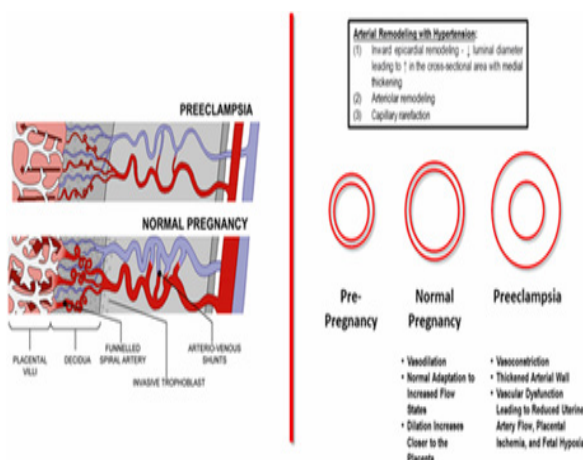 PREECLAMPSIA
NORMAL PREGNANCY
PLACENTAL
VILLI
DECIDUA
FUNNELLED
SPIRAL ARTERY
INVASIVE TROPHOBLAST
ARTERIO-VENOUS
SHUNTS
Arterial Remodeling with Hypertension:
(1) Inward epicardial remodeling - ↓ luminal diameter
leading to ↑ in the cross-sectional area with medial
thickening
(2) Arteriolar remodeling
(3) Capillary rarefaction
Pre-
Pregnancy
Normal
Pregnancy
Preeclampsia
• Vasodilation
• Normal Adaptation to
Increased Flow
States
• Dilation Increases
Closer to the
Placenta
• Vasoconstriction
• Thickened Arterial Wall
• Vascular Dysfunction
Leading to Reduced Uterine
Artery Flow, Placental
Ischemia, and Fetal Hypoxia